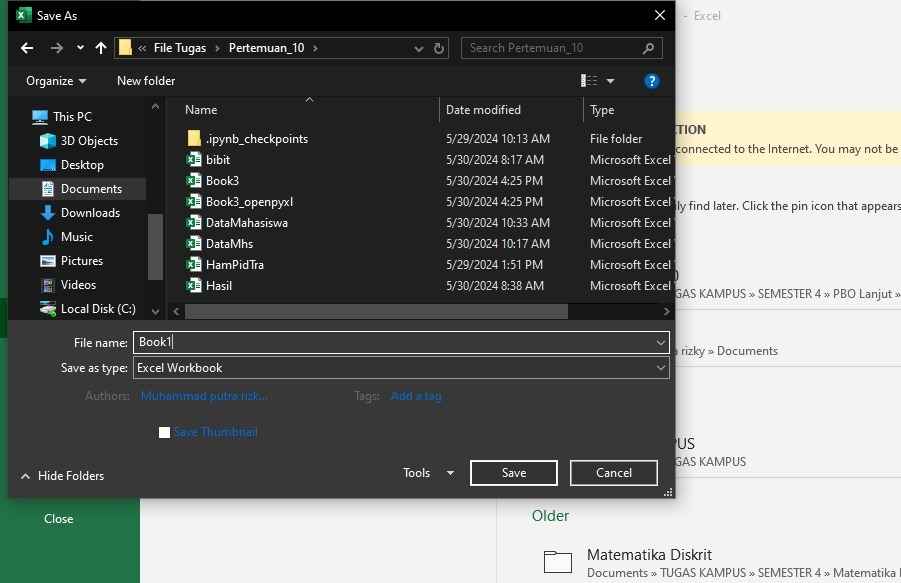 Save As
- Excel
« File Tugas › Pertemuan_10 ›
Search Pertemuan_10
Organize
New folder
?
Name
Date modified
Type
This PC
3D Objects
Desktop
Documents
Downloads
Music
Pictures
Videos
Local Disk (C:)
.ipynb_checkpoints 5/29/2024 10:13 AM File folder
bibit 5/30/2024 8:17 AM Microsoft Excel
Book3 5/30/2024 4:25 PM Microsoft Excel
Book3_openpyxl 5/30/2024 4:25 PM Microsoft Excel
DataMahasiswa 5/30/2024 10:33 AM Microsoft Excel
DataMhs 5/30/2024 10:17 AM Microsoft Excel
HamPidTra 5/29/2024 1:51 PM Microsoft Excel
Hasil 5/30/2024 8:38 AM Microsoft Excel
File name: Book1
Save as type: Excel Workbook
Authors: Muhammad putra rizk...
Tags: Add a tag
Save Thumbnail
Hide Folders
Tools
Save
Cancel
TION
connected to the Internet. You may not be
ily find later. Click the pin icon that appears
)
GAS KAMPUS » SEMESTER 4 » PBO Lanjut »
a rizky » Documents
PUS
GAS KAMPUS
Close
Older
Matematika Diskrit
Documents » TUGAS KAMPUS » SEMESTER 4 » Matematika